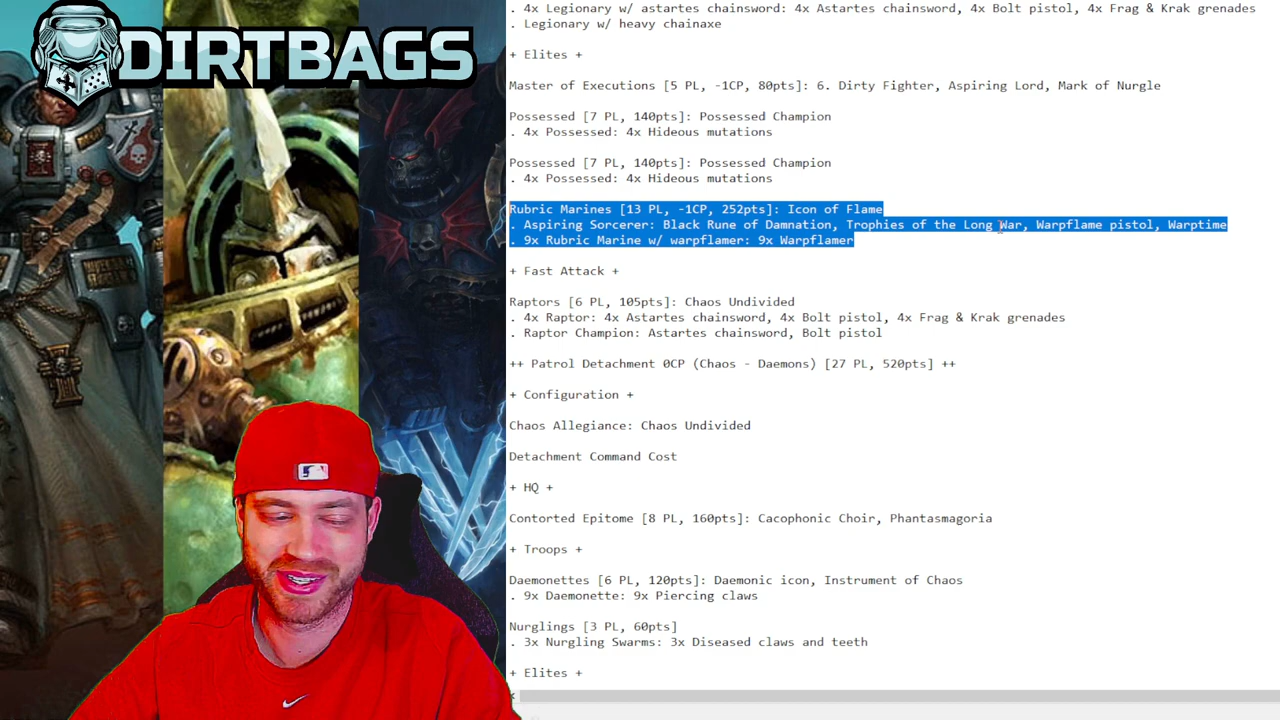 DIRTBAGS
. 4x Legionary w/ astartes chainsword: 4x Astartes chainsword, 4x Bolt pistol, 4x Frag & Krak grenades
. Legionary w/ heavy chainaxe
+ Elites +
Master of Executions [5 PL, -1CP, 80pts]: 6. Dirty Fighter, Aspiring Lord, Mark of Nurgle
Possessed [7 PL, 140pts]: Possessed Champion
. 4x Possessed: 4x Hideous mutations
Possessed [7 PL, 140pts]: Possessed Champion
. 4x Possessed: 4x Hideous mutations
Rubric Marines [13 PL, -1CP, 252pts]: Icon of Flame
. Aspiring Sorcerer: Black Rune of Damnation, Trophies of the Long War, Warpflame pistol, Warptime
. 9x Rubric Marine w/ warpflamer: 9x Warpflamer
+ Fast Attack +
Raptors [6 PL, 105pts]: Chaos Undivided
. 4x Raptor: 4x Astartes chainsword, 4x Bolt pistol, 4x Frag & Krak grenades
. Raptor Champion: Astartes chainsword, Bolt pistol
++ Patrol Detachment 0CP (Chaos - Daemons) [27 PL, 520pts] ++
+ Configuration +
Chaos Allegiance: Chaos Undivided
Detachment Command Cost
+ HQ +
Contorted Epitome [8 PL, 160pts]: Cacophonic Choir, Phantasmagoria
+ Troops +
Daemonettes [6 PL, 120pts]: Daemonic icon, Instrument of Chaos
. 9x Daemonette: 9x Piercing claws
Nurglings [3 PL, 60pts]
. 3x Nurgling Swarms: 3x Diseased claws and teeth
+ Elites +